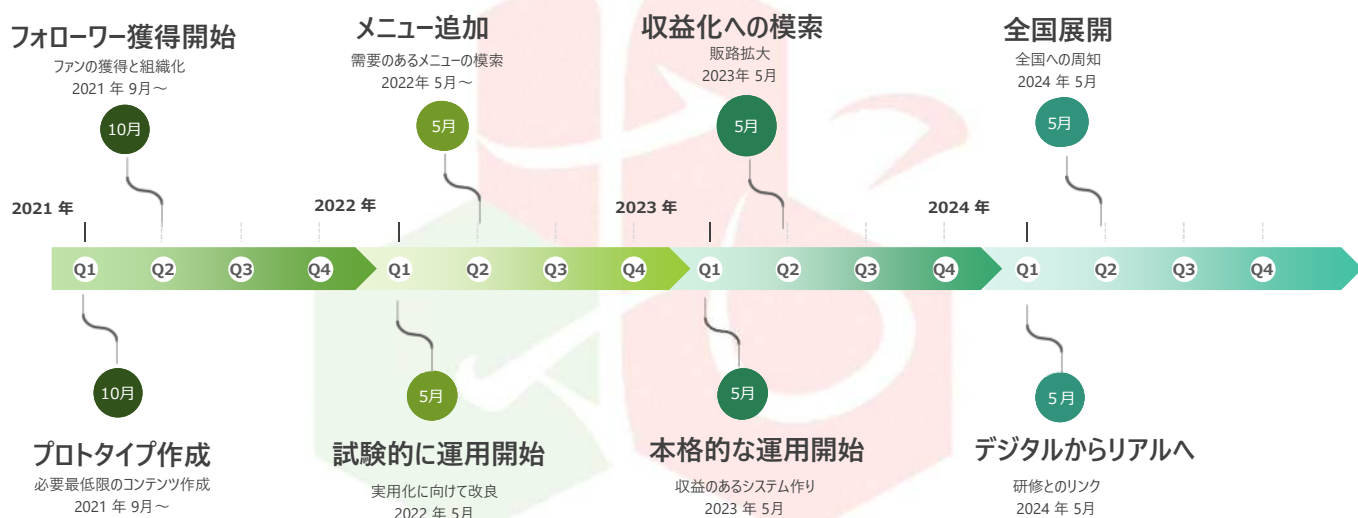 フォローワー獲得開始
ファンの獲得と組織化
2021 年 9月～
10月
メニュー追加
需要のあるメニューの模索
2022年 5月～
5月
収益化への模索
販路拡大
2023年 5月
5月
全国展開
全国への周知
2024 年 5月
5月
2021 年
2022 年
2023 年
2024 年
Q1 Q2 Q3 Q4 Q1 Q2 Q3 Q4 Q1 Q2 Q3 Q4 Q1 Q2 Q3 Q4
10月
プロトタイプ作成
必要最低限のコンテンツ作成
2021 年 9月～
5月
試験的に運用開始
実用化に向けて改良
2022 年 5月
5月
本格的な運用開始
収益のあるシステム作り
2023 年 5月
5月
デジタルからリアルへ
研修とのリンク
2024 年 5月